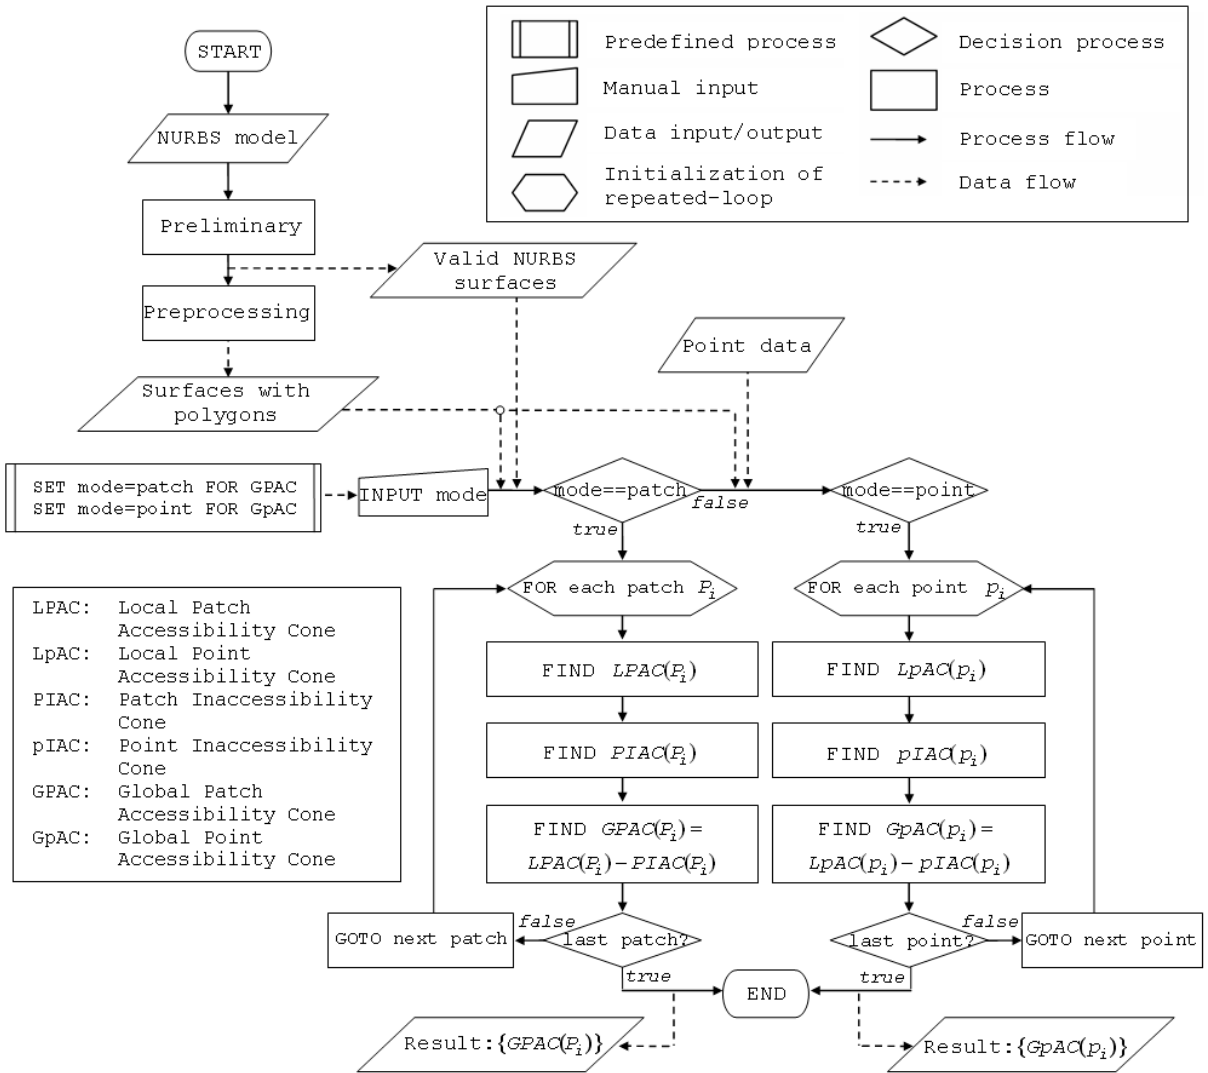 START
NURBS model
Preliminary
Preprocessing
Surfaces with
polygons
Valid NURBS
surfaces
Point data
Predefined process
Manual input
Data input/output
Initialization of
repeated-loop
Decision process
Process
Process flow
Data flow
SET mode=patch FOR GPAC
SET mode=point FOR GpAC
INPUT mode
mode==patch
false
true
mode==point
true
FOR each patch Pi
FIND LPAC(Pi)
FIND PIAC(Pi)
FIND GPAC(Pi)=
LPAC(Pi)-PIAC(Pi)
last patch?
false
GOTO next patch
true
FOR each point pi
FIND LpAC(pi)
FIND pIAC(pi)
FIND GpAC(pi)=
LpAC(pi)-pIAC(pi)
last point?
false
GOTO next point
true
END
Result:{GPAC(Pi)}
Result:{GpAC(pi)}
LPAC: Local Patch
Accessibility Cone
LpAC: Local Point
Accessibility Cone
PIAC: Patch Inaccessibility
Cone
pIAC: Point Inaccessibility
Cone
GPAC: Global Patch
Accessibility Cone
GpAC: Global Point
Accessibility Cone